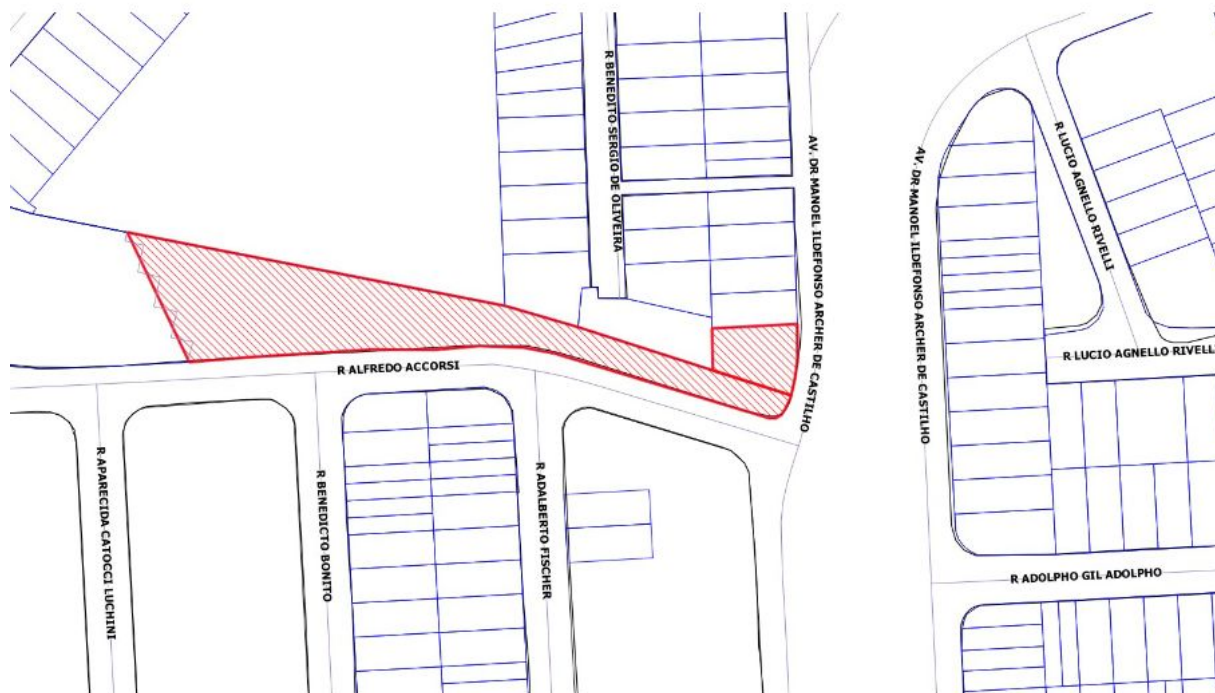 R BENEDITO SERGIO DE OLIVEIRA
AV. DR MANOEL ILDEFONSO ARCHER DE CASTILHO
AV. DR MANOEL ILDEFONSO ARCHER DE CASTILHO
R LUCIO AGNELLO RIVELLI
R LUCIO AGNELLO RIVELLI
R ALFREDO ACCORSI
R APARECIDA CATOCCI LUCHINI
R BENEDICTO BONITO
R ADALBERTO FISCHER
R ADOLPHO GIL ADOLPHO